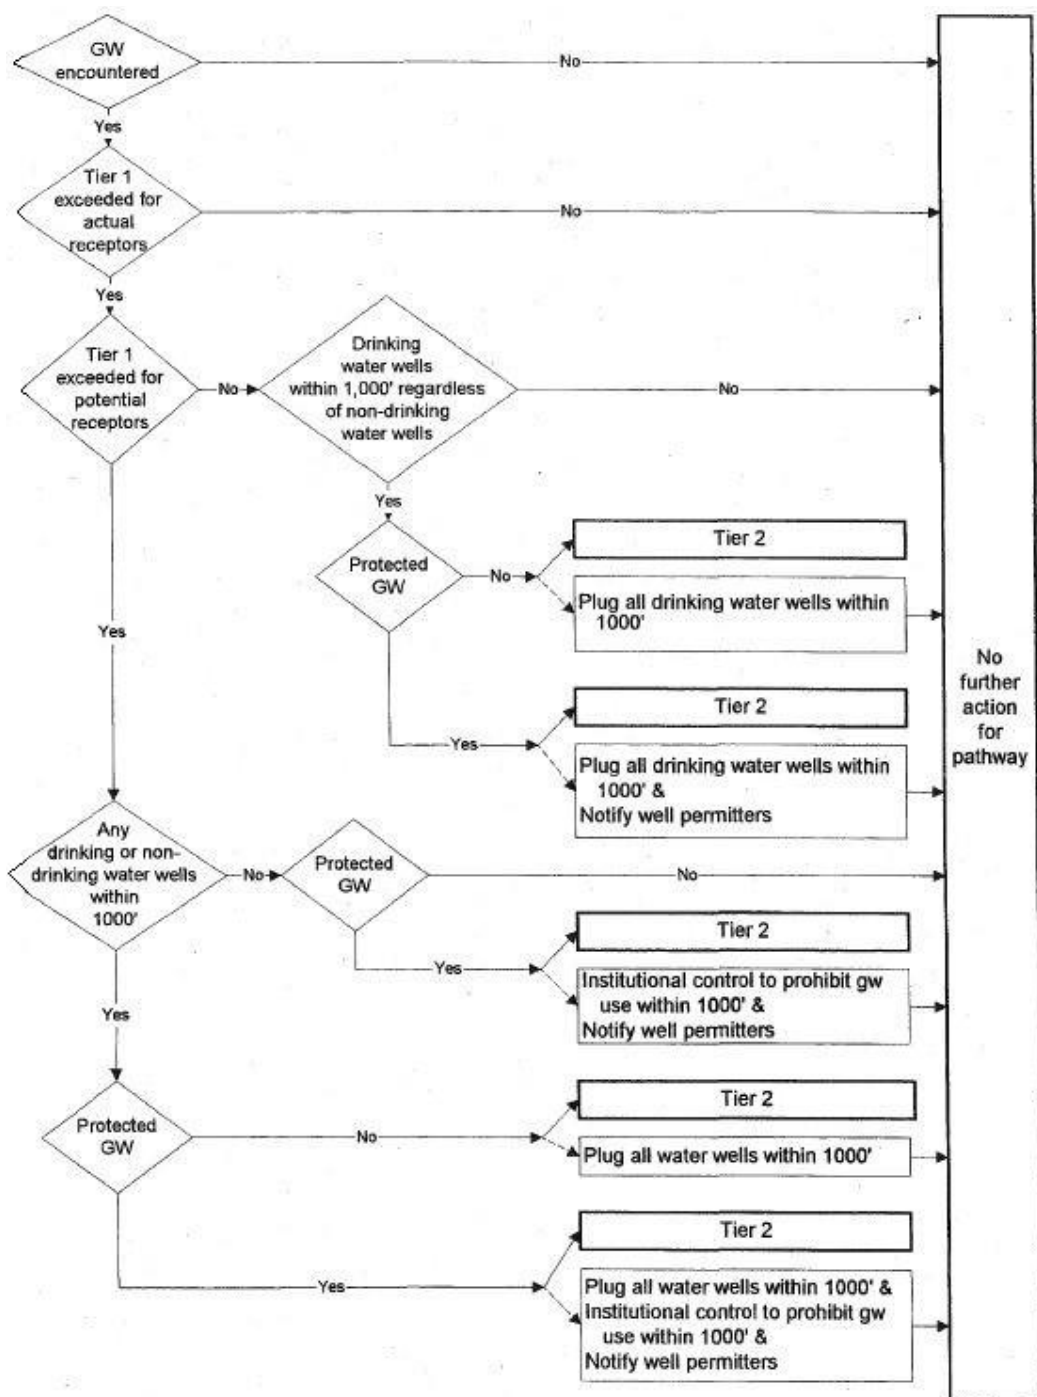 GW
encountered
No
Yes
Tier 1
exceeded for
actual
receptors
No
Yes
Tier 1
exceeded for
potential
receptors
No
Drinking
water wells
within 1,000' regardless
of non-drinking
water wells
No
Yes
Protected
GW
No
Tier 2
Plug all drinking water wells within
1000'
Yes
Tier 2
Plug all drinking water wells within
1000' &
Notify well permitters
Yes
No
further
action
for
pathway
Any
drinking or non-
drinking water wells
within
1000'
No
Protected
GW
No
Yes
Tier 2
Institutional control to prohibit gw
use within 1000' &
Notify well permitters
Yes
Protected
GW
No
Tier 2
Plug all water wells within 1000'
Yes
Tier 2
Plug all water wells within 1000' &
Institutional control to prohibit gw
use within 1000' &
Notify well permitters